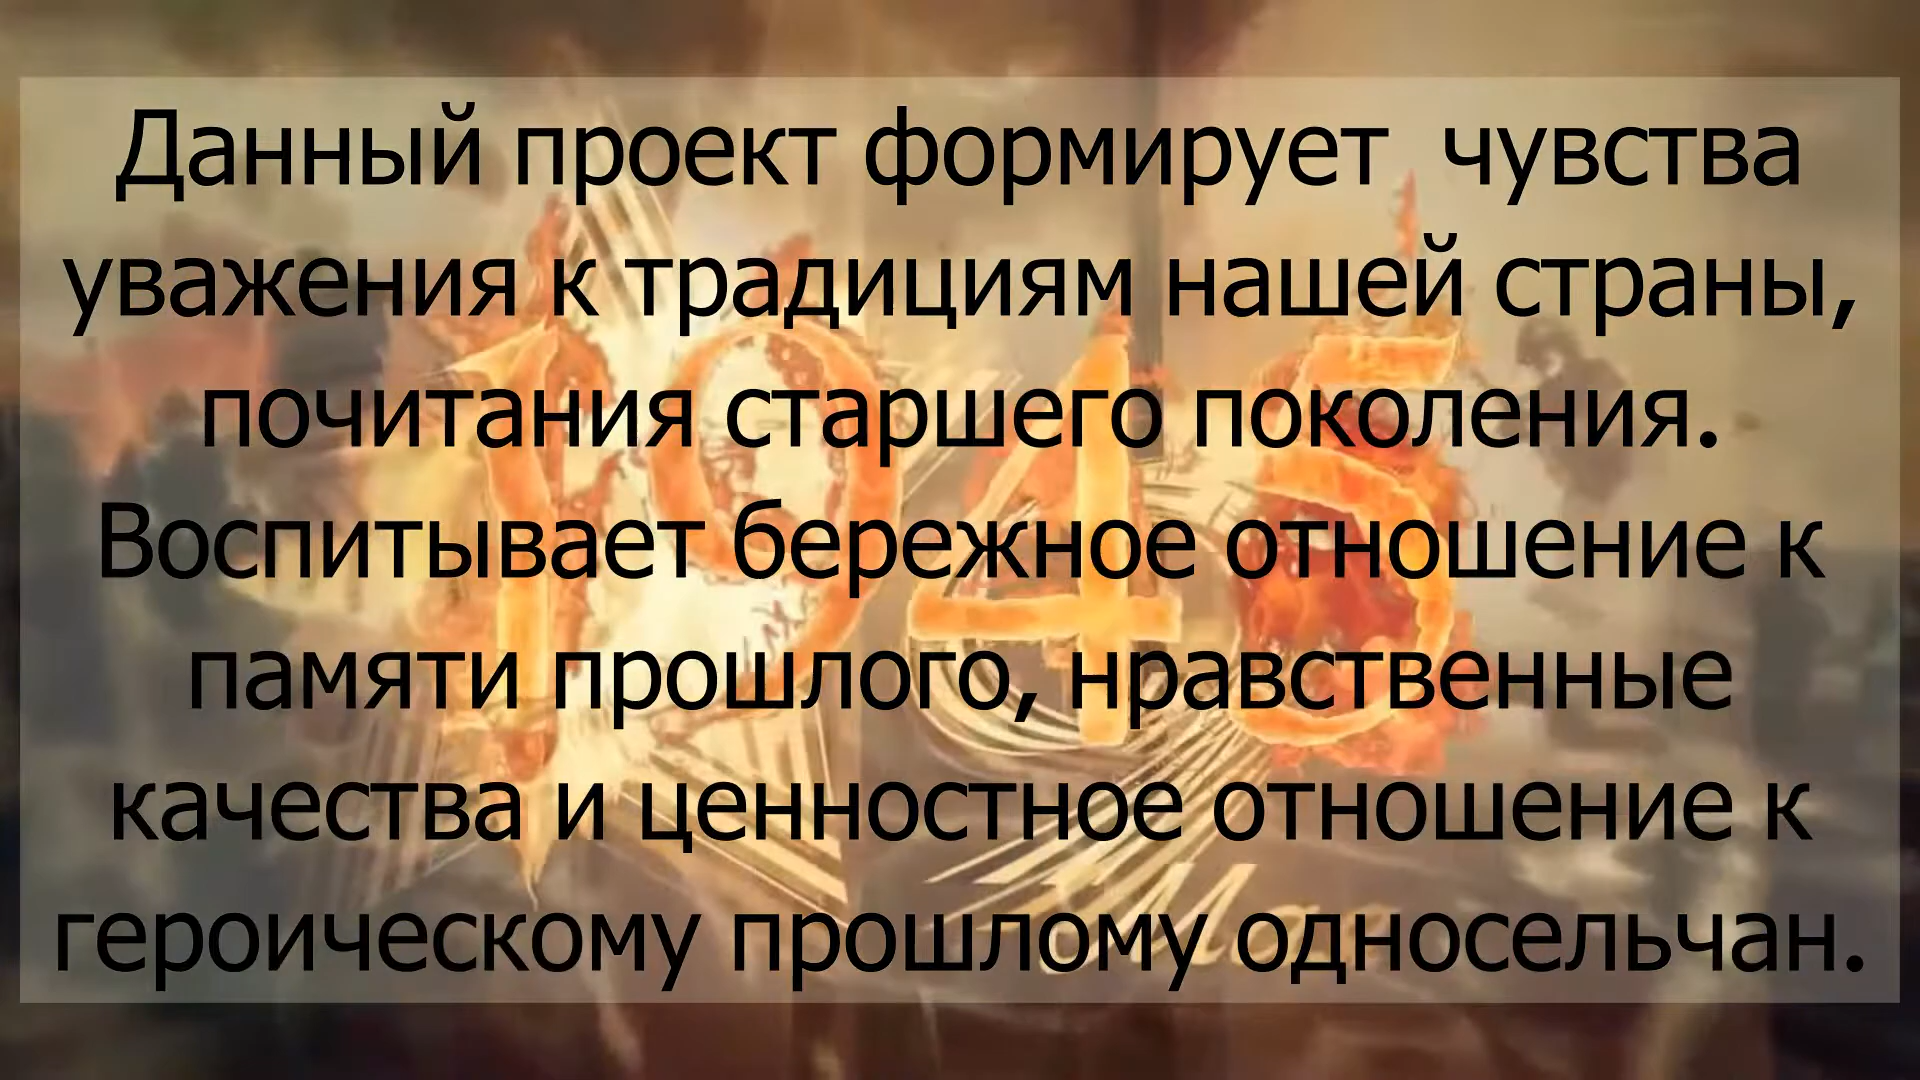 Данный проект формирует  чувства
уважения к традициям нашей страны,
почитания старшего поколения.
Воспитывает бережное отношение к
памяти прошлого, нравственные
качества и ценностное отношение к
героическому прошлому односельчан.
1945